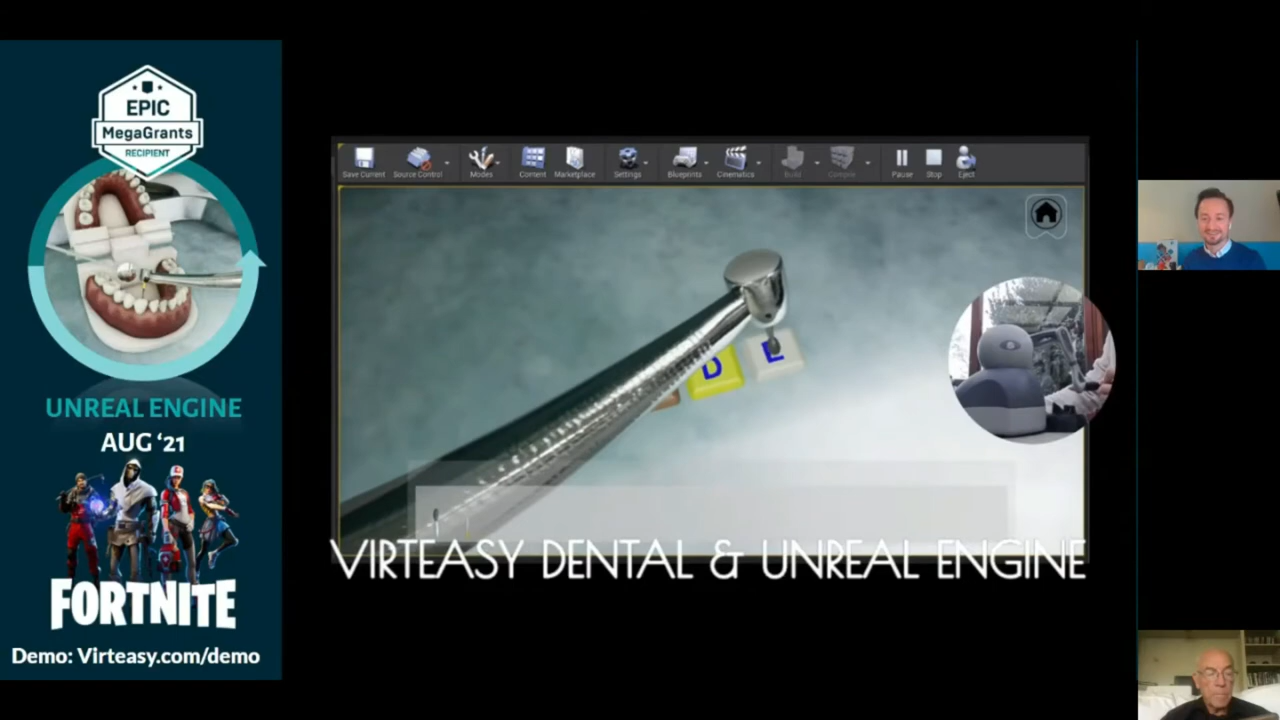 EPIC
MegaGrants
RECIPIENT
UNREAL ENGINE
AUG ‘21
FORTNITE
Demo: Virteasy.com/demo
Save Current Source Control Modes Content Marketplace Settings Blueprints Cinematics Build Compile Pause Stop Eject
D
E
VIRTEASY DENTAL & UNREAL ENGINE